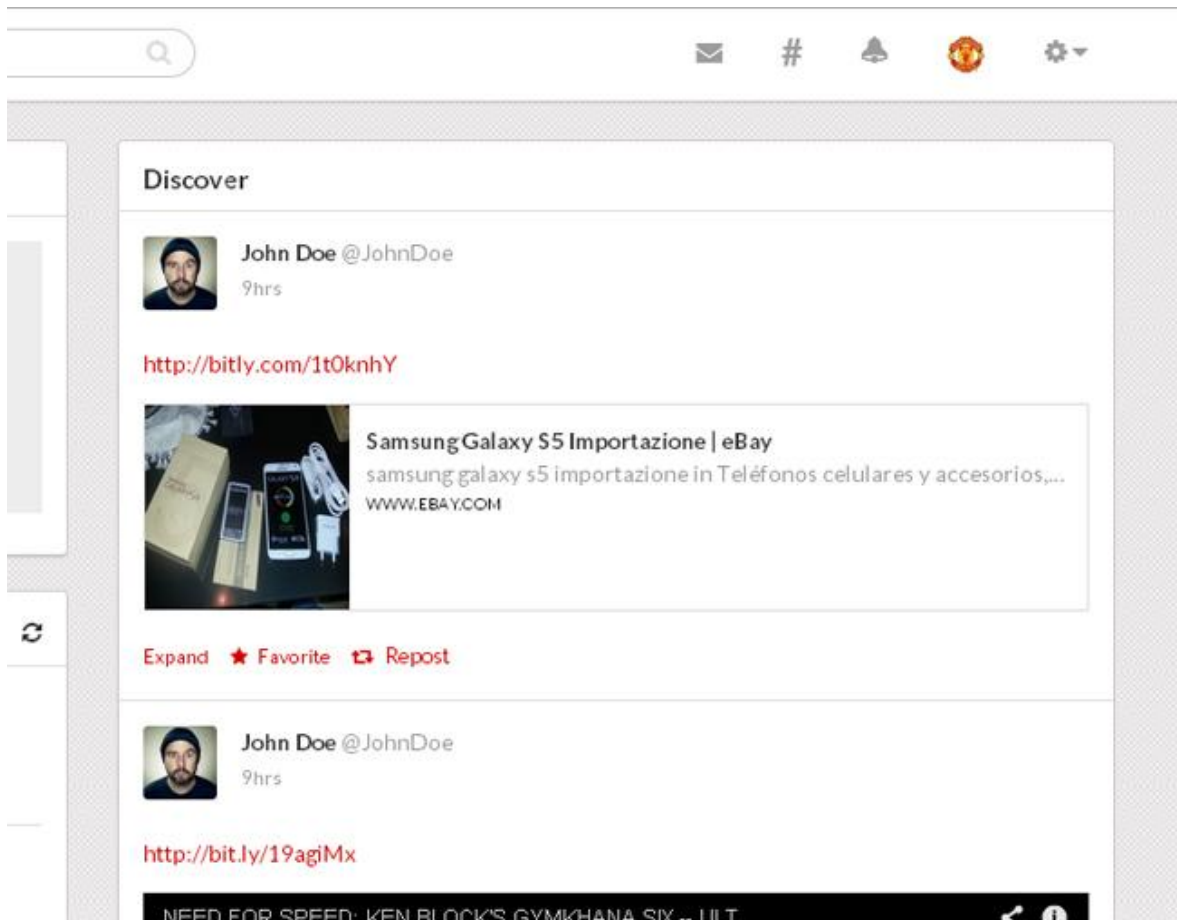 #
Discover
John Doe @JohnDoe
9hrs
http://bitly.com/1t0knhY
Samsung Galaxy S5 Importazione | eBay
samsung galaxy s5 importazione in Teléfonos celulares y accesorios,...
WWW.EBAY.COM
Expand Favorite Repost
John Doe @JohnDoe
9hrs
http://bit.ly/19agiMx
NEED FOR SPEED: KEN BLOCK'S GYMKHANA SIX -- ULT